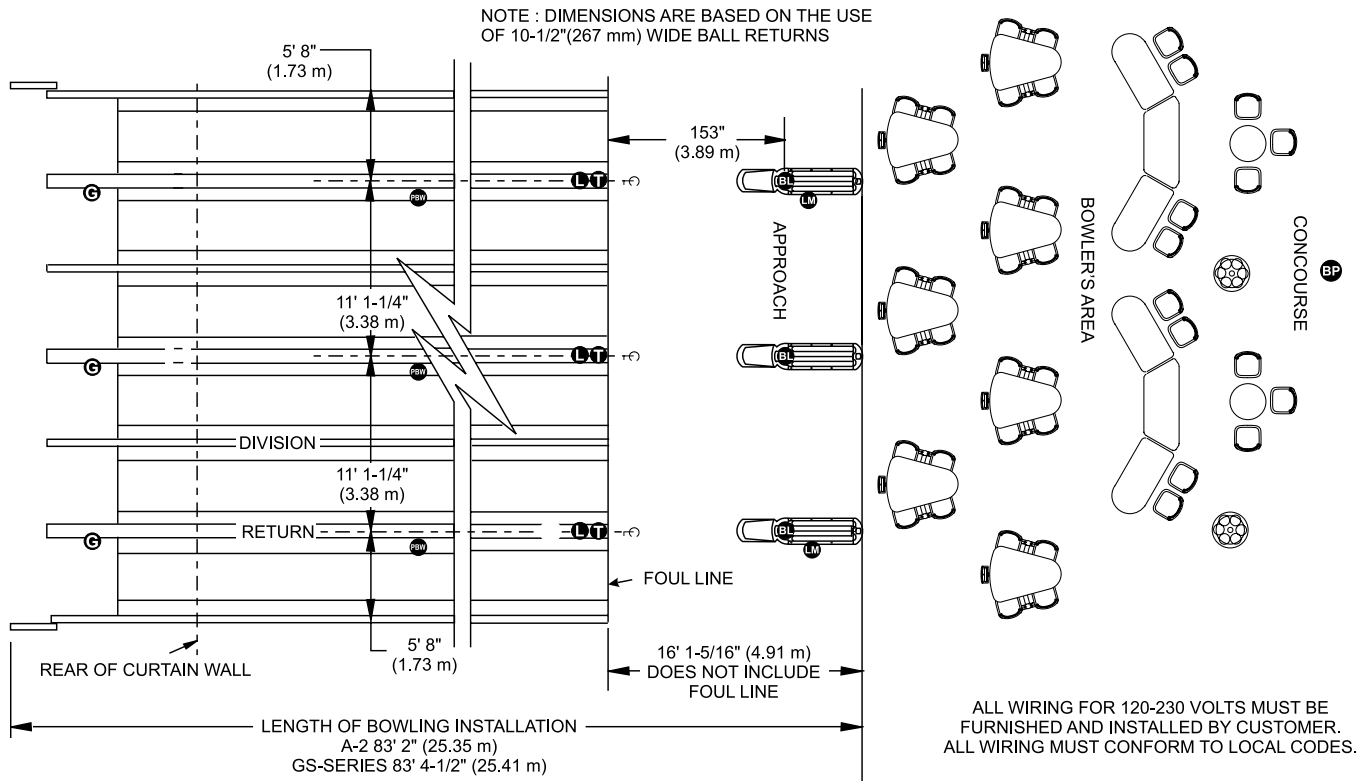 NOTE : DIMENSIONS ARE BASED ON THE USE
OF 10-1/2"(267 mm) WIDE BALL RETURNS
5' 8"
(1.73 m)
153"
(3.89 m)
G
PBW
L T
BL
LM
APPROACH
BOWLER'S AREA
CONCOURSE
BP
11' 1-1/4"
(3.38 m)
G
PBW
L T
BL
DIVISION
11' 1-1/4"
(3.38 m)
RETURN
G
PBW
L T
BL
LM
FOUL LINE
5' 8"
(1.73 m)
REAR OF CURTAIN WALL
16' 1-5/16" (4.91 m)
DOES NOT INCLUDE
FOUL LINE
LENGTH OF BOWLING INSTALLATION
A-2 83' 2" (25.35 m)
GS-SERIES 83' 4-1/2" (25.41 m)
ALL WIRING FOR 120-230 VOLTS MUST BE
FURNISHED AND INSTALLED BY CUSTOMER.
ALL WIRING MUST CONFORM TO LOCAL CODES.